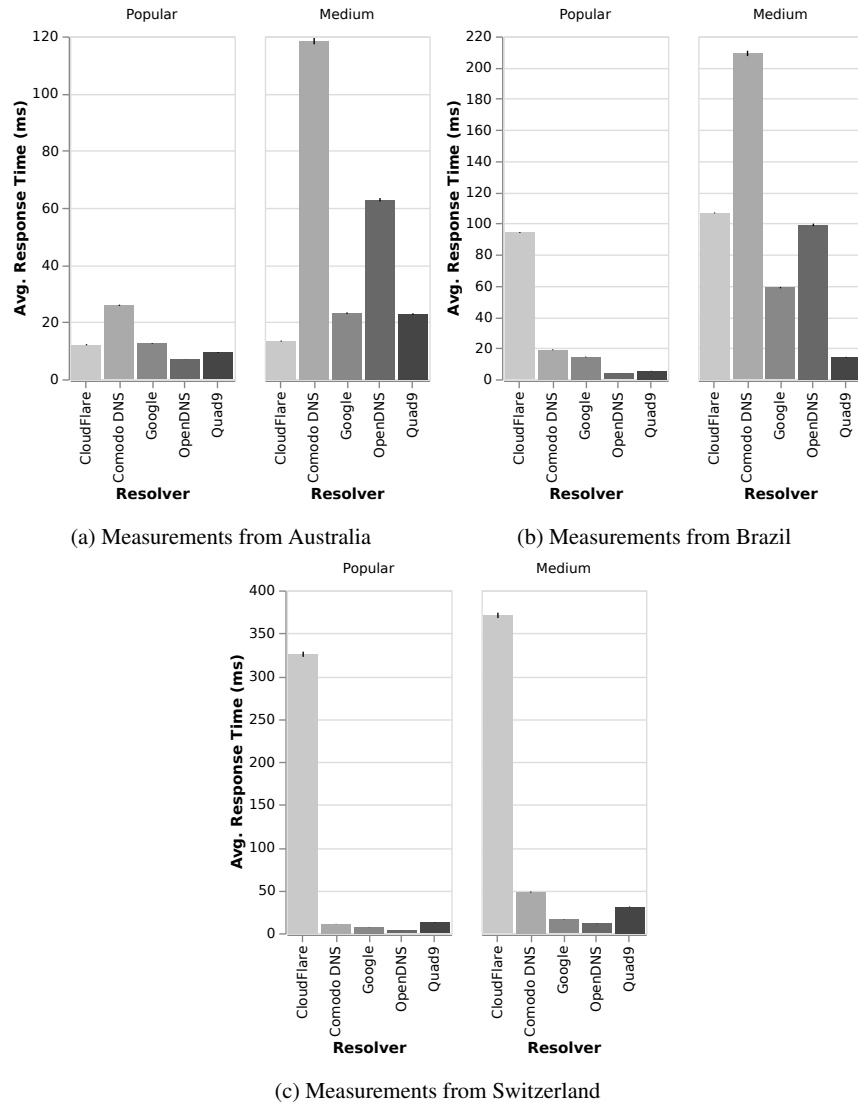 Popular
Medium
Avg. Response Time (ms)
120
100
80
60
40
20
0
CloudFlare
Comodo DNS
Google
OpenDNS
Quad9
CloudFlare
Comodo DNS
Google
OpenDNS
Quad9
Resolver
Resolver
(a) Measurements from Australia
Popular
Medium
Avg. Response Time (ms)
220
200
180
160
140
120
100
80
60
40
20
0
CloudFlare
Comodo DNS
Google
OpenDNS
Quad9
CloudFlare
Comodo DNS
Google
OpenDNS
Quad9
Resolver
Resolver
(b) Measurements from Brazil
Popular
Medium
Avg. Response Time (ms)
400
350
300
250
200
150
100
50
0
CloudFlare
Comodo DNS
Google
OpenDNS
Quad9
CloudFlare
Comodo DNS
Google
OpenDNS
Quad9
Resolver
Resolver
(c) Measurements from Switzerland